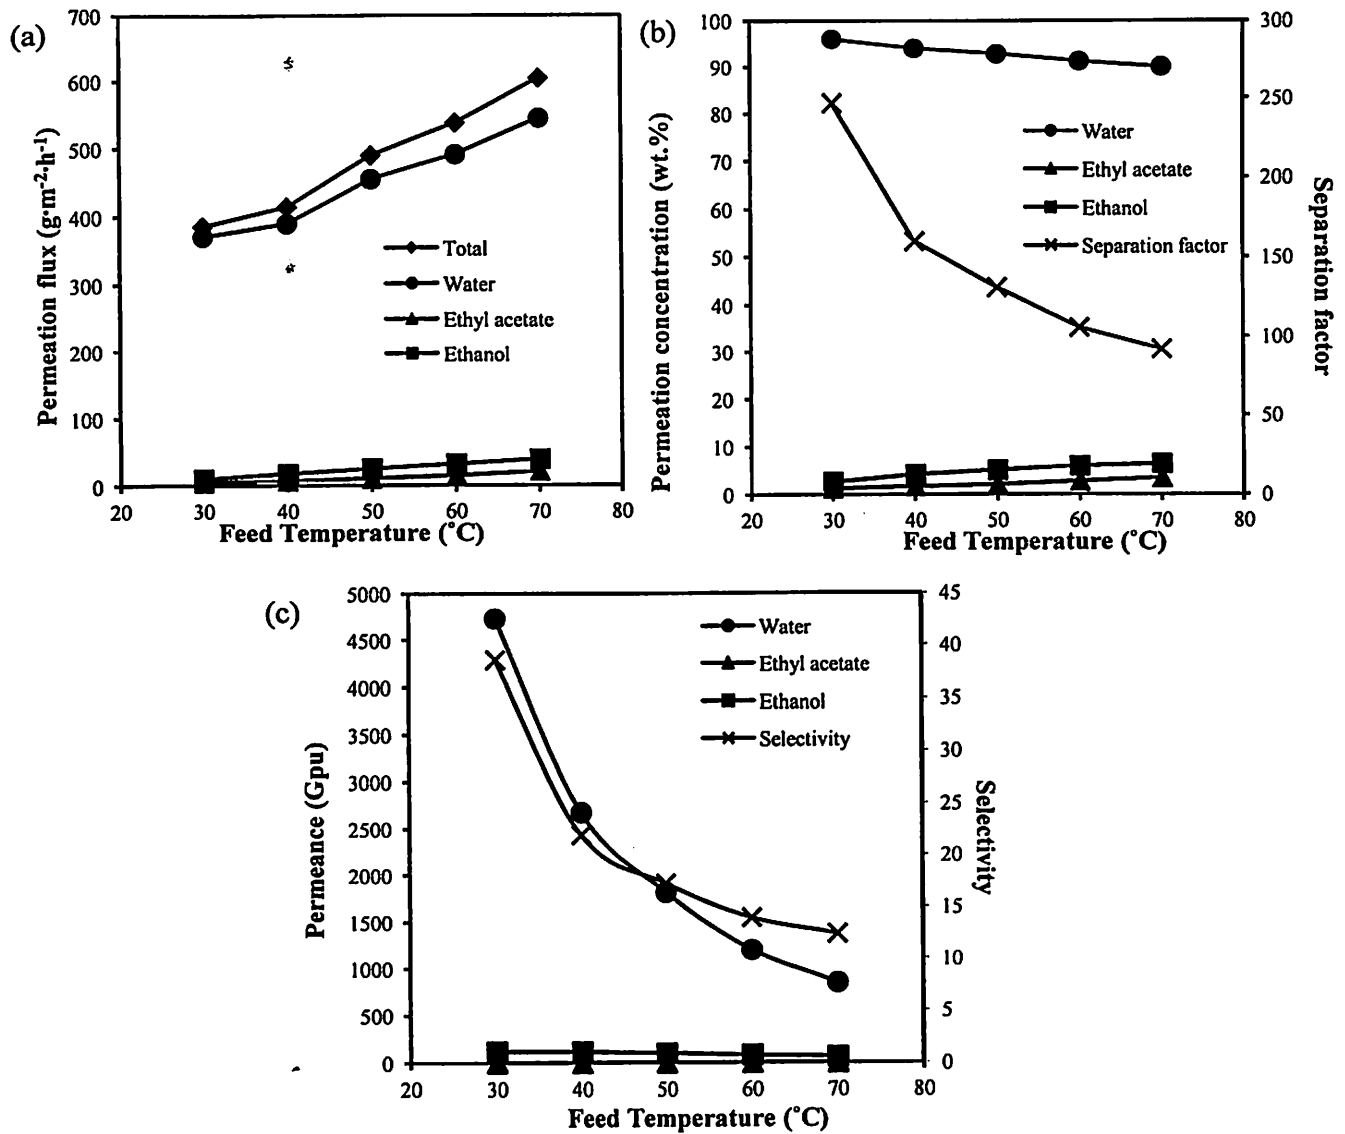 (a)
700
600
500
400
300
200
100
0
20 30 40 50 60 70 80
Permeation flux (g·m-2·h-1)
Feed Temperature (°C)
Total
Water
Ethyl acetate
Ethanol
(b)
100
90
80
70
60
50
40
30
20
10
0
20 30 40 50 60 70 80
Permeation concentration (wt.%)
Feed Temperature (°C)
Water
Ethyl acetate
Ethanol
Separation factor
300
250
200
150
100
50
0
Separation factor
(c)
5000
4500
4000
3500
3000
2500
2000
1500
1000
500
0
20 30 40 50 60 70 80
Permeance (Gpu)
Feed Temperature (°C)
Water
Ethyl acetate
Ethanol
Selectivity
45
40
35
30
25
20
15
10
5
0
Selectivity